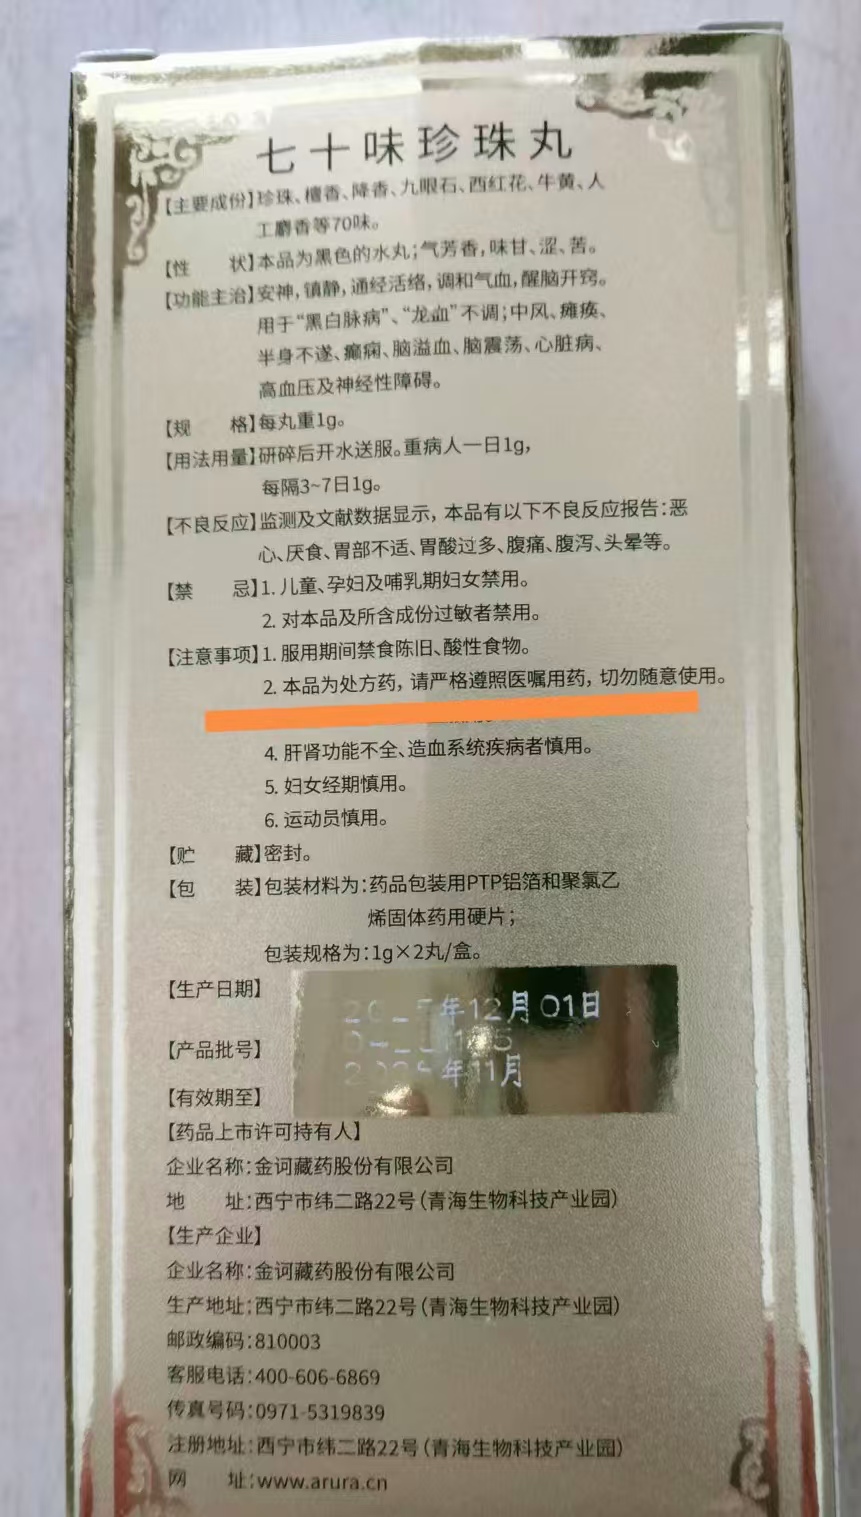 七十味珍珠丸
【主要成份】珍珠、檀香、降香、九眼石、西红花、牛黄、人
工麝香等70味。
【性　　状】本品为黑色的水丸；气芳香，味甘、涩、苦。
【功能主治】安神，镇静，通经活络，调和气血，醒脑开窍。
用于“黑白脉病”、“龙血”不调；中风、瘫痪、
半身不遂、癫痫、脑溢血、脑震荡、心脏病、
高血压及神经性障碍。
【规　　格】每丸重1g。
【用法用量】研碎后开水送服。重病人一日1g，
每隔3~7日1g。
【不良反应】监测及文献数据显示，本品有以下不良反应报告：恶
心、厌食、胃部不适、胃酸过多、腹痛、腹泻、头晕等。
【禁　　忌】1. 儿童、孕妇及哺乳期妇女禁用。
2. 对本品及所含成份过敏者禁用。
【注意事项】1. 服用期间禁食陈旧、酸性食物。
2. 本品为处方药，请严格遵照医嘱用药，切勿随意使用。
4. 肝肾功能不全、造血系统疾病者慎用。
5. 妇女经期慎用。
6. 运动员慎用。
【贮　　藏】密封。
【包　　装】包装材料为：药品包装用PTP铝箔和聚氯乙
烯固体药用硬片；
包装规格为：1g×2丸/盒。
【生产日期】
年12月01日
【产品批号】
年11月
【有效期至】
【药品上市许可持有人】
企业名称：金诃藏药股份有限公司
地　　址：西宁市纬二路22号（青海生物科技产业园）
【生产企业】
企业名称：金诃藏药股份有限公司
生产地址：西宁市纬二路22号（青海生物科技产业园）
邮政编码：810003
客服电话：400-606-6869
传真号码：0971-5319839
注册地址：西宁市纬二路22号（青海生物科技产业园）
网　　址：www.arura.cn